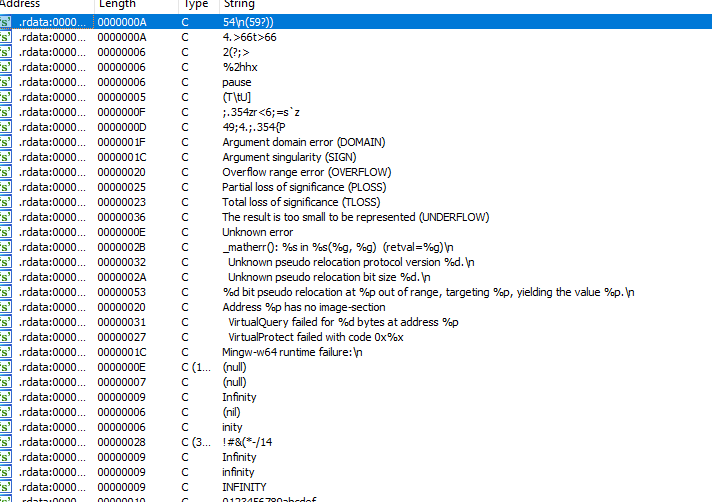 Address Length Type String
's' .rdata:0000... 0000000A C 54\n(59?))
's' .rdata:0000... 0000000A C 4.>66t>66
's' .rdata:0000... 00000006 C 2(?;>
's' .rdata:0000... 00000006 C %2hhx
's' .rdata:0000... 00000006 C pause
's' .rdata:0000... 00000005 C (T\tU]
's' .rdata:0000... 0000000F C ;.354zr<6;=s`z
's' .rdata:0000... 0000000D C 49;4.;.354{P
's' .rdata:0000... 0000001F C Argument domain error (DOMAIN)
's' .rdata:0000... 0000001C C Argument singularity (SIGN)
's' .rdata:0000... 00000020 C Overflow range error (OVERFLOW)
's' .rdata:0000... 00000025 C Partial loss of significance (PLOSS)
's' .rdata:0000... 00000023 C Total loss of significance (TLOSS)
's' .rdata:0000... 00000036 C The result is too small to be represented (UNDERFLOW)
's' .rdata:0000... 0000000E C Unknown error
's' .rdata:0000... 0000002B C _matherr(): %s in %s(%g, %g) (retval=%g)\n
's' .rdata:0000... 00000032 C Unknown pseudo relocation protocol version %d.\n
's' .rdata:0000... 0000002A C Unknown pseudo relocation bit size %d.\n
's' .rdata:0000... 00000053 C %d bit pseudo relocation at %p out of range, targeting %p, yielding the value %p.\n
's' .rdata:0000... 00000020 C Address %p has no image-section
's' .rdata:0000... 00000031 C VirtualQuery failed for %d bytes at address %p
's' .rdata:0000... 00000027 C VirtualProtect failed with code 0x%x
's' .rdata:0000... 0000001C C Mingw-w64 runtime failure:\n
's' .rdata:0000... 0000000E C (1... (null)
's' .rdata:0000... 00000007 C (null)
's' .rdata:0000... 00000009 C Infinity
's' .rdata:0000... 00000006 C (nil)
's' .rdata:0000... 00000006 C inity
's' .rdata:0000... 00000028 C (3... !#&(*-/14
's' .rdata:0000... 00000009 C Infinity
's' .rdata:0000... 00000009 C infinity
's' .rdata:0000... 00000009 C INFINITY
's' .rdata:0000... 00000010 C 0123456789abcdef